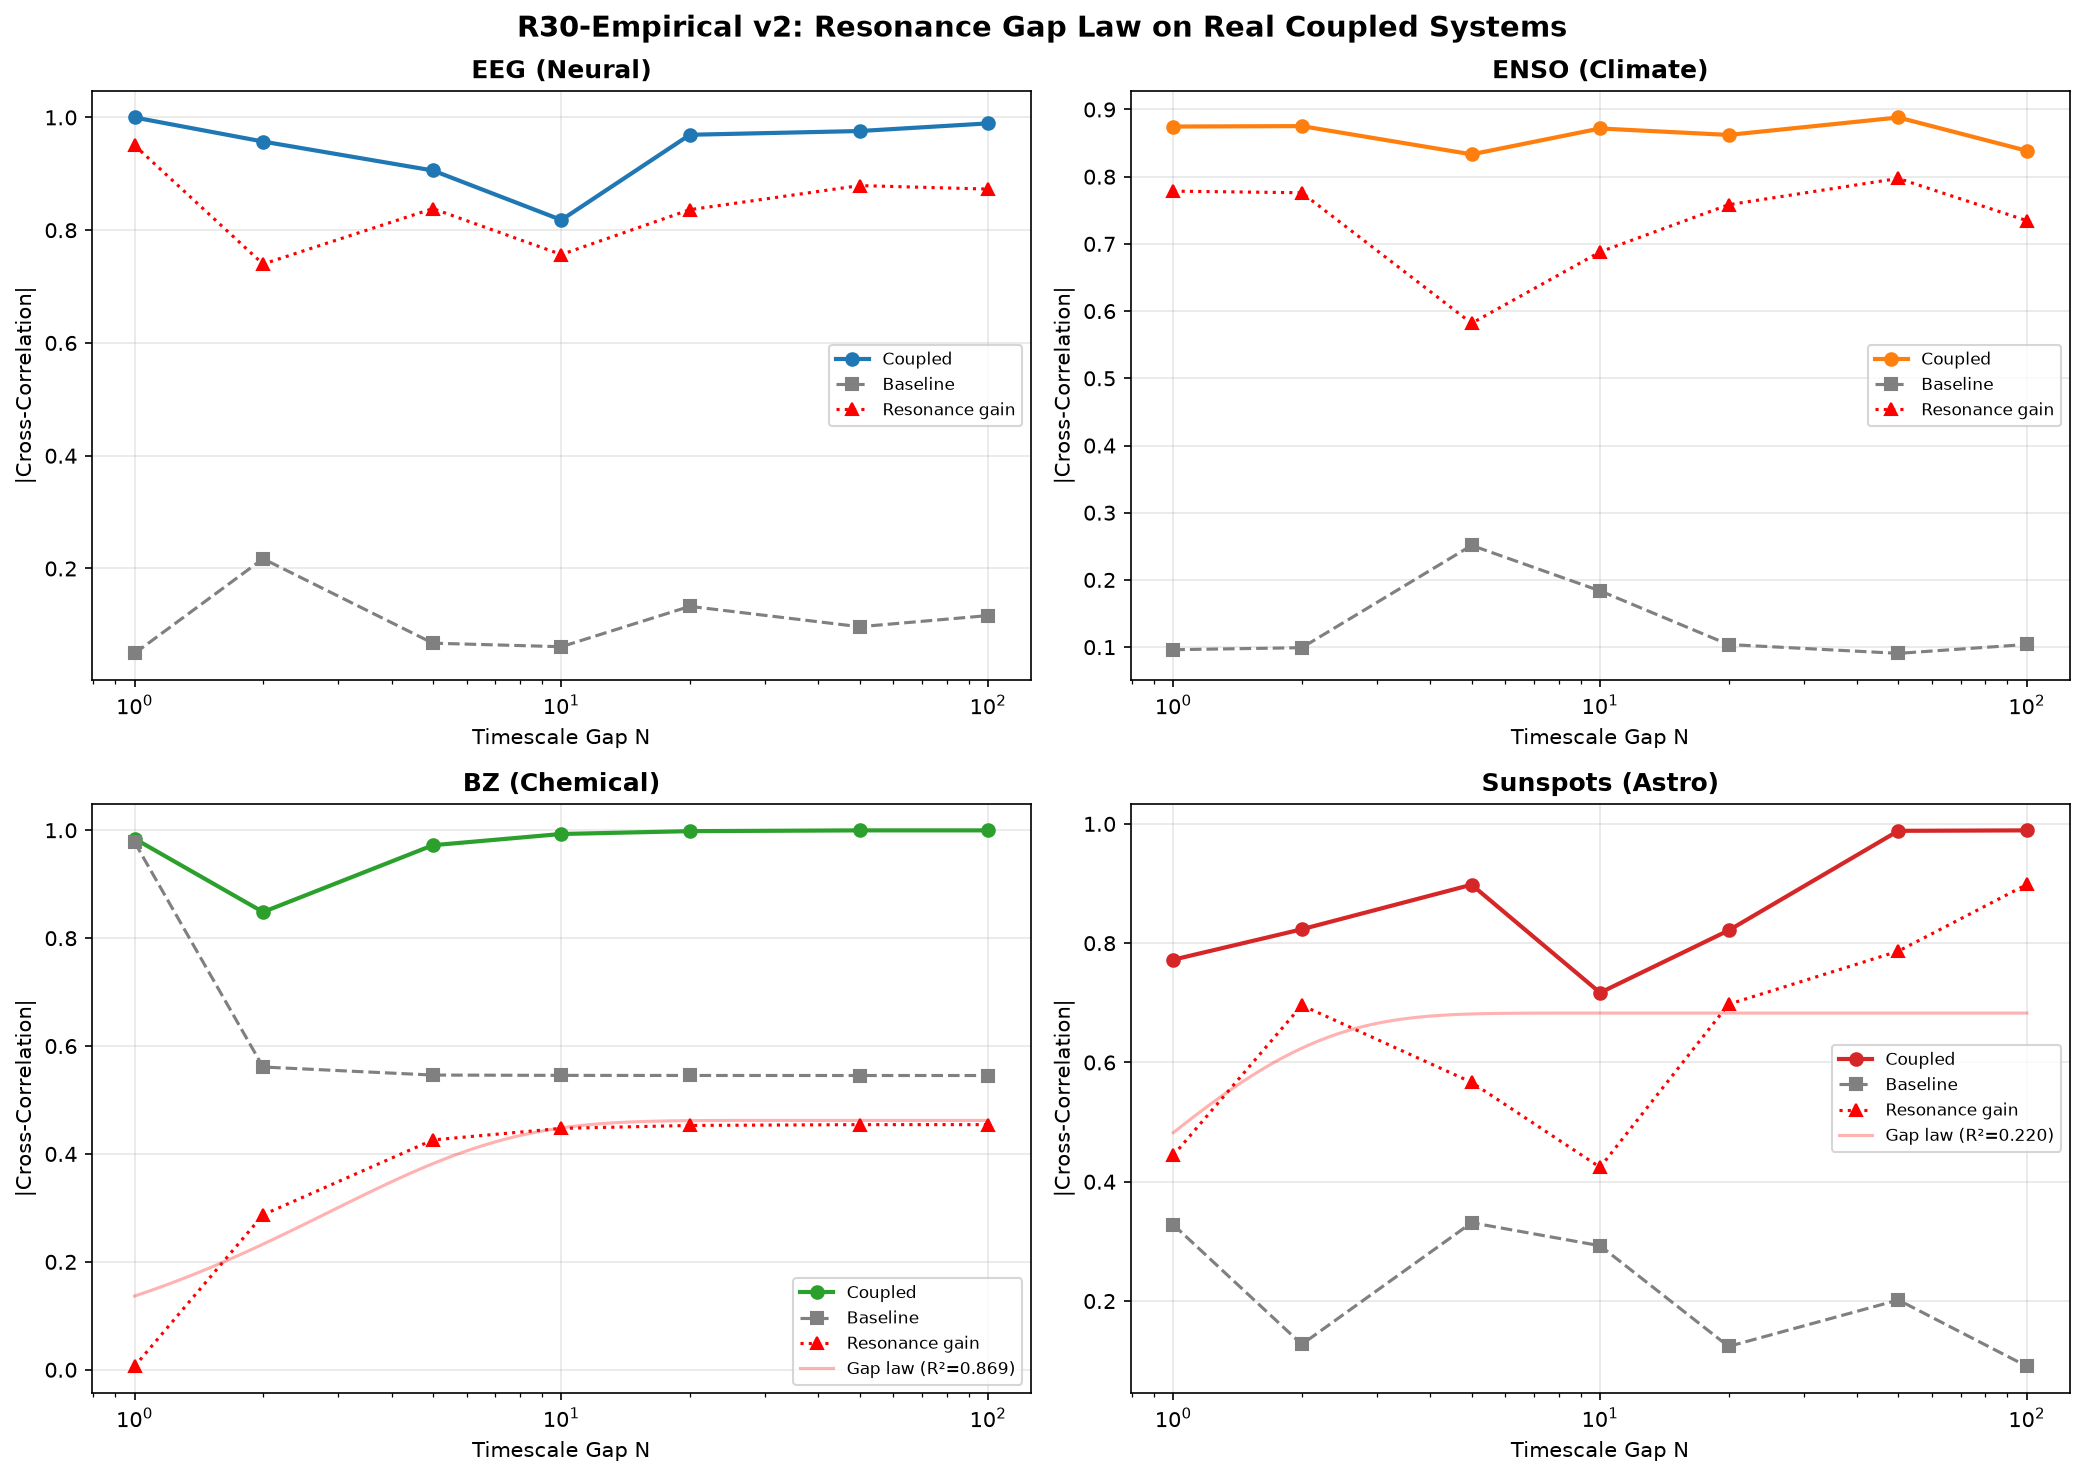 R30-Empirical v2: Resonance Gap Law on Real Coupled Systems
EEG (Neural)
|Cross-Correlation|
1.0
0.8
0.6
0.4
0.2
Coupled
Baseline
Resonance gain
10⁰
10¹
10²
Timescale Gap N
ENSO (Climate)
|Cross-Correlation|
0.9
0.8
0.7
0.6
0.5
0.4
0.3
0.2
0.1
Coupled
Baseline
Resonance gain
10⁰
10¹
10²
Timescale Gap N
BZ (Chemical)
|Cross-Correlation|
1.0
0.8
0.6
0.4
0.2
0.0
Coupled
Baseline
Resonance gain
Gap law (R²=0.869)
10⁰
10¹
10²
Timescale Gap N
Sunspots (Astro)
|Cross-Correlation|
1.0
0.8
0.6
0.4
0.2
Coupled
Baseline
Resonance gain
Gap law (R²=0.220)
10⁰
10¹
10²
Timescale Gap N